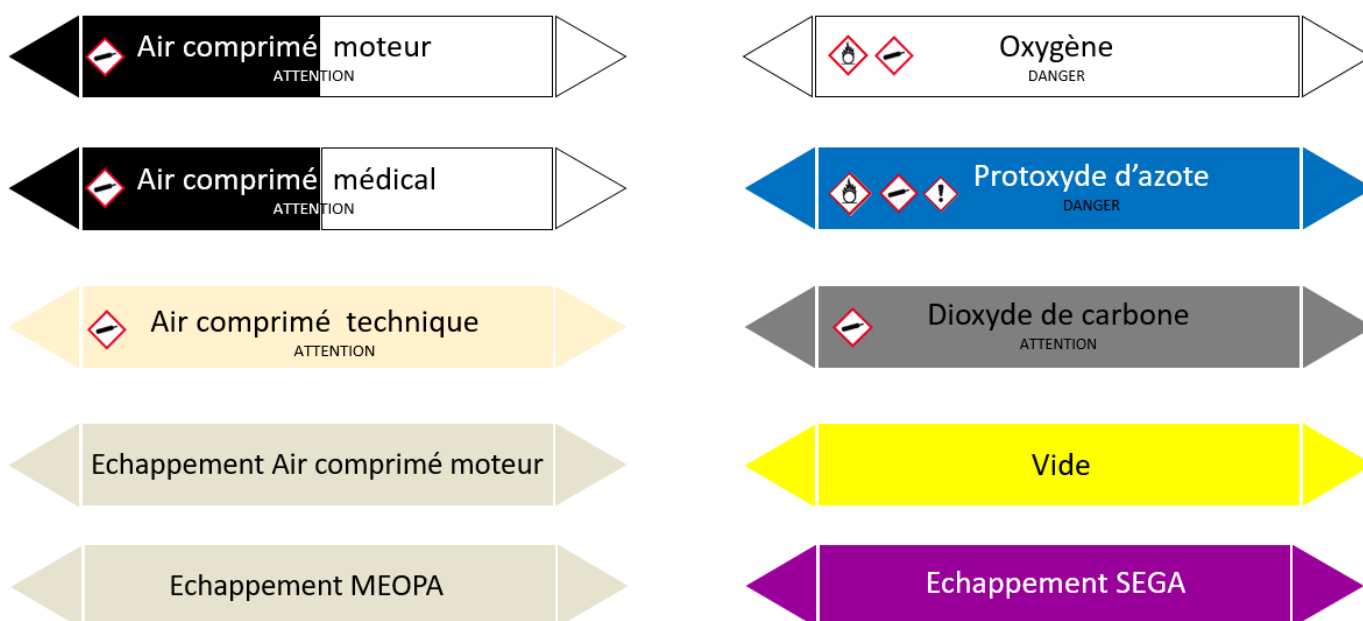 Air comprimé moteur
ATTENTION
Oxygène
DANGER
Air comprimé médical
ATTENTION
Protoxyde d'azote
DANGER
Air comprimé technique
ATTENTION
Dioxyde de carbone
ATTENTION
Echappement Air comprimé moteur
Vide
Echappement MEOPA
Echappement SEGA